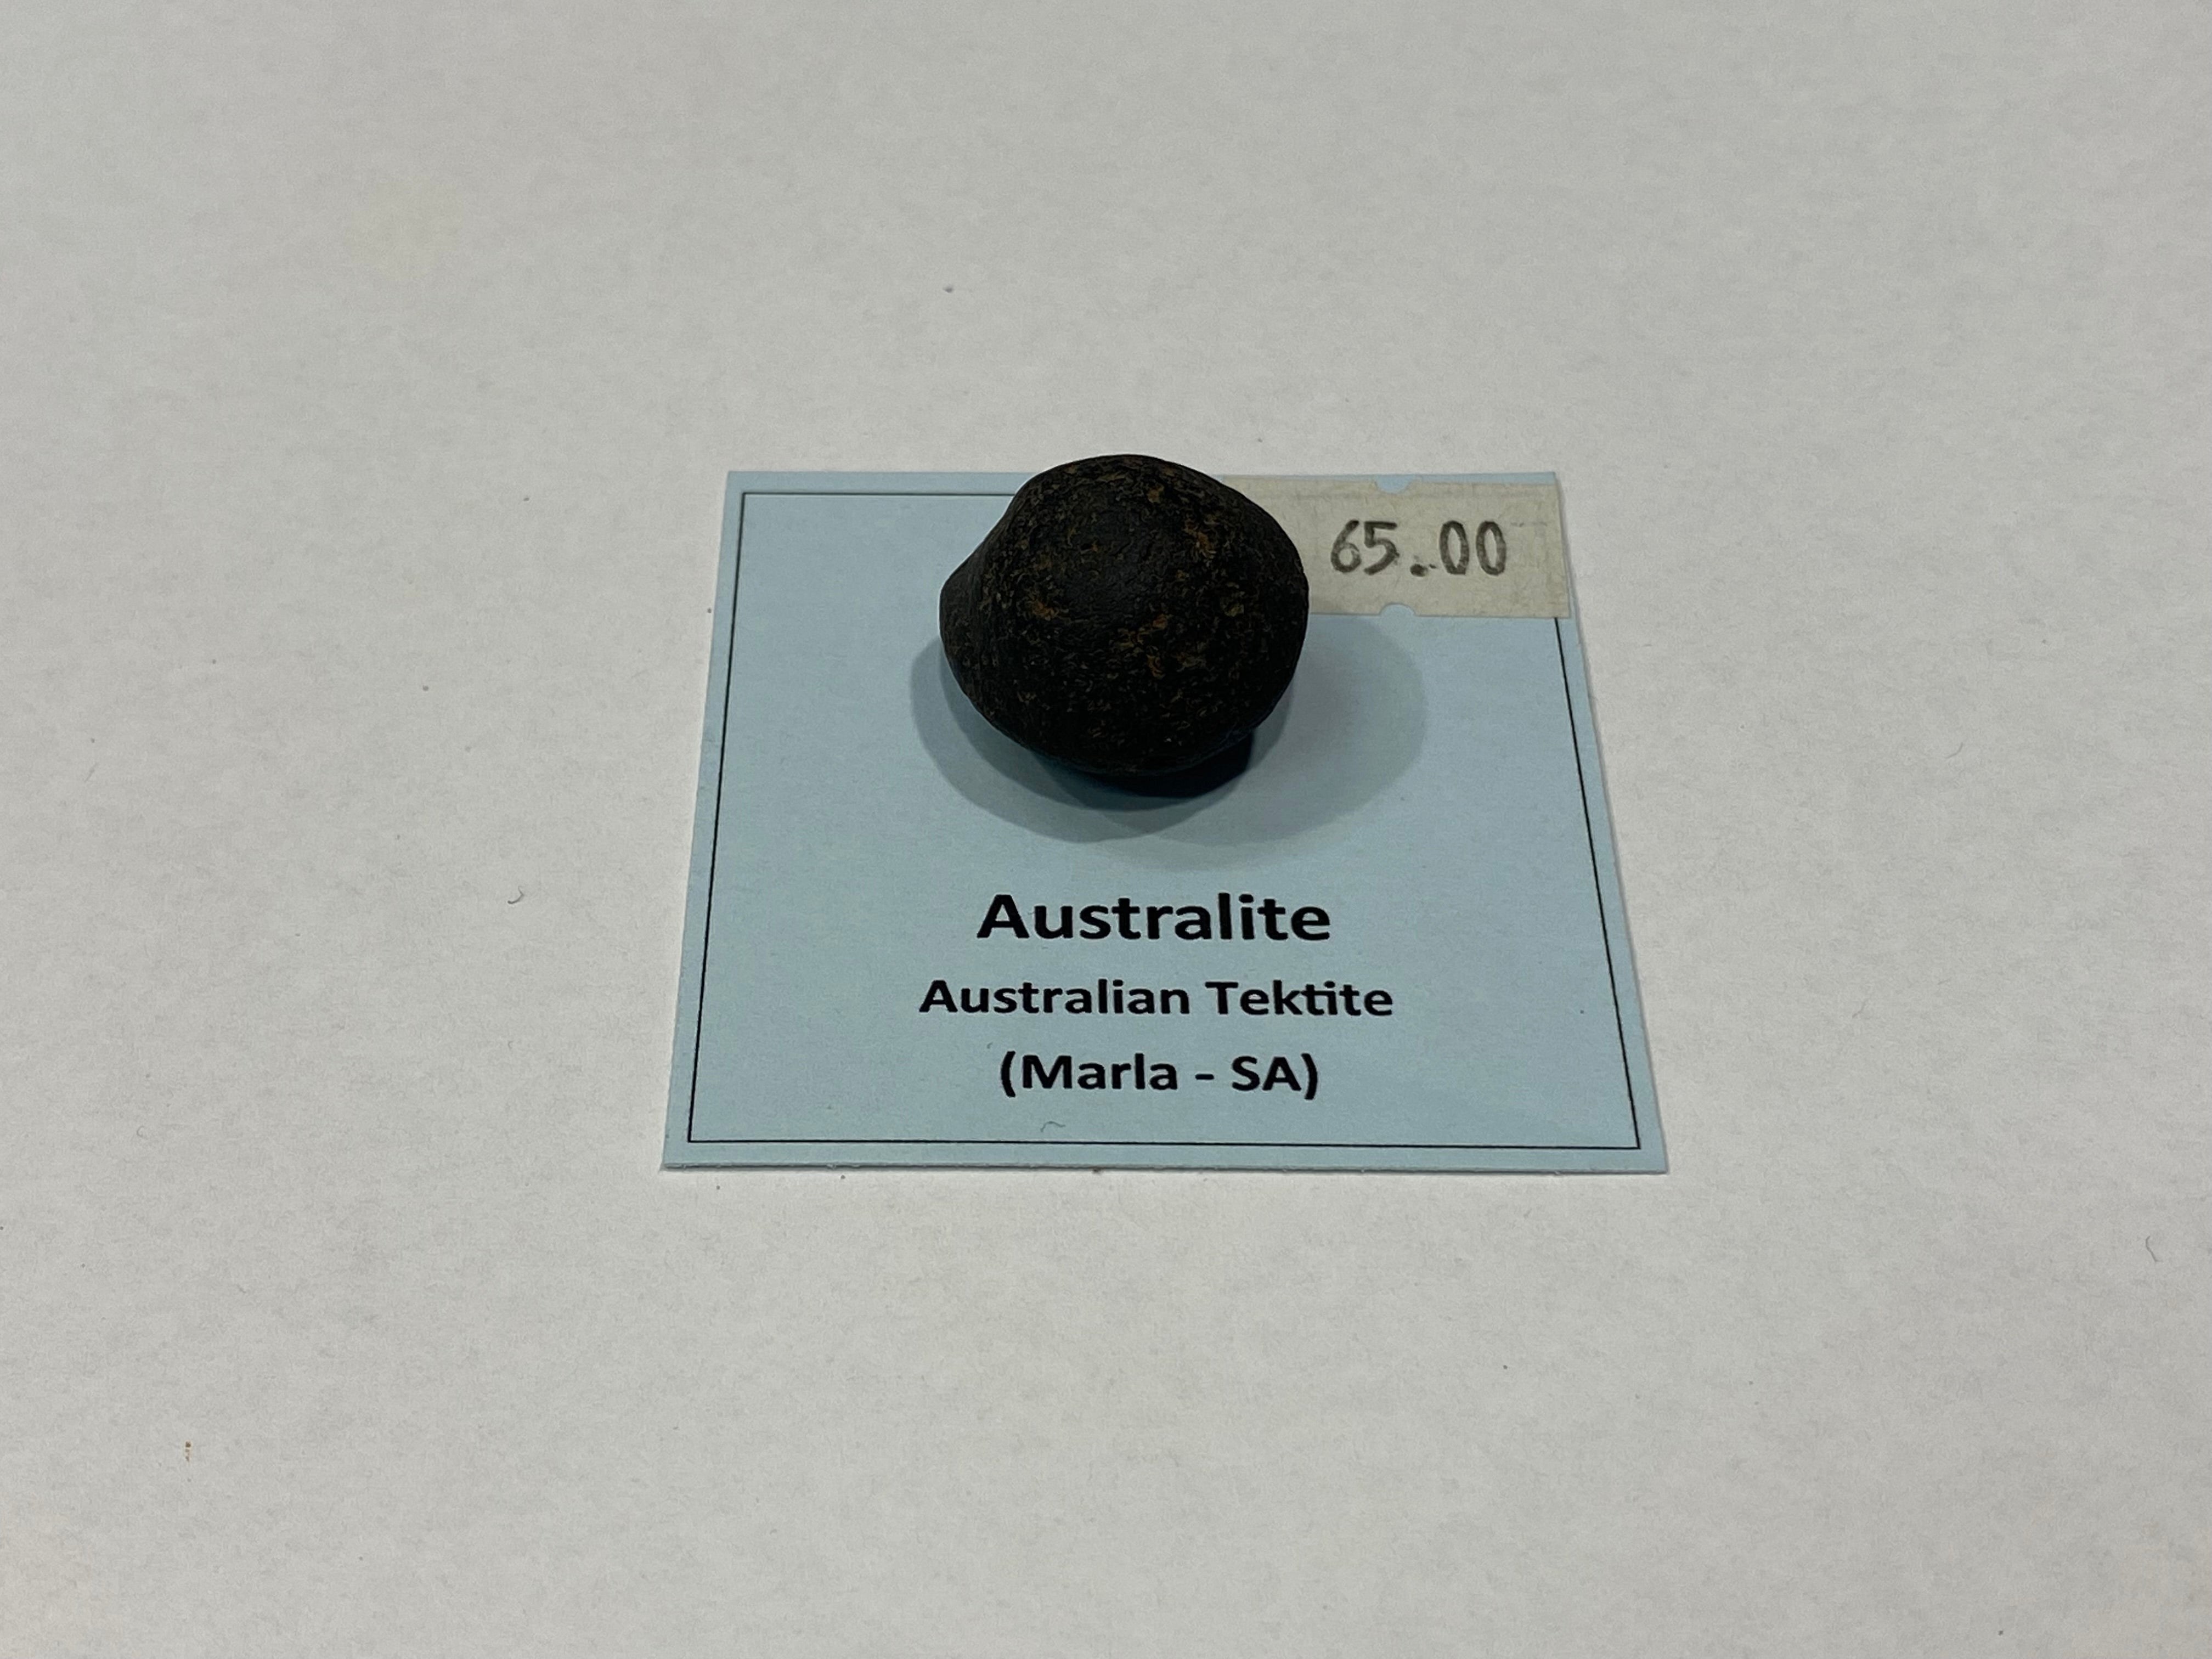 65.00
Australite
Australian Tektite
(Marla - SA)